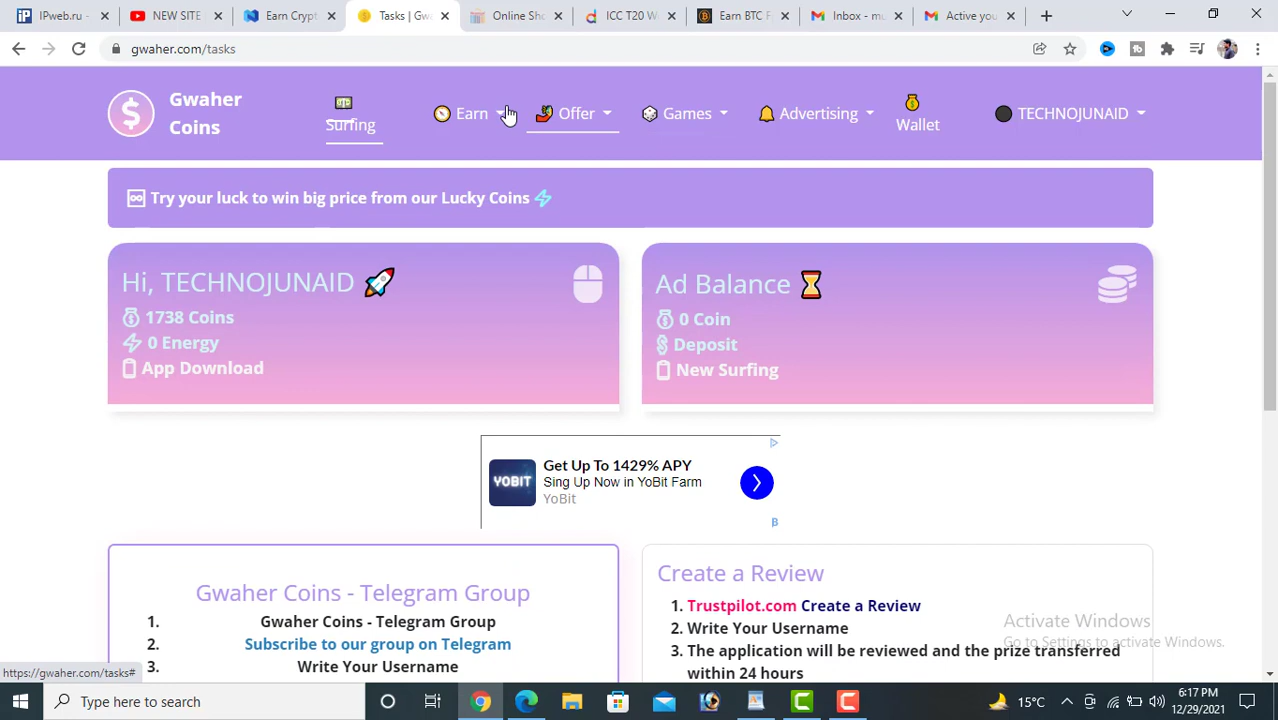 IPweb.ru -
NEW SITE
Earn Crypt
Tasks | Gw
Online Sho
ICC T20 W
Earn BTC F
Inbox - mu
Active you
gwaher.com/tasks
Gwaher Coins
Surfing
Earn
Offer
Games
Advertising
Wallet
TECHNOJUNAID
Try your luck to win big price from our Lucky Coins
Hi, TECHNOJUNAID
1738 Coins
0 Energy
App Download
Ad Balance
0 Coin
Deposit
New Surfing
Get Up To 1429% APY
Sing Up Now in YoBit Farm
YoBit
YOBIT
B
Gwaher Coins - Telegram Group
1. Gwaher Coins - Telegram Group
2. Subscribe to our group on Telegram
3. Write Your Username
Create a Review
1. Trustpilot.com Create a Review
2. Write Your Username
3. The application will be reviewed and the prize transferred
within 24 hours
Activate Windows
Go to Settings to activate Windows.
https://gwaher.com/tasks#
Type here to search
15°C
6:17 PM
12/29/2021